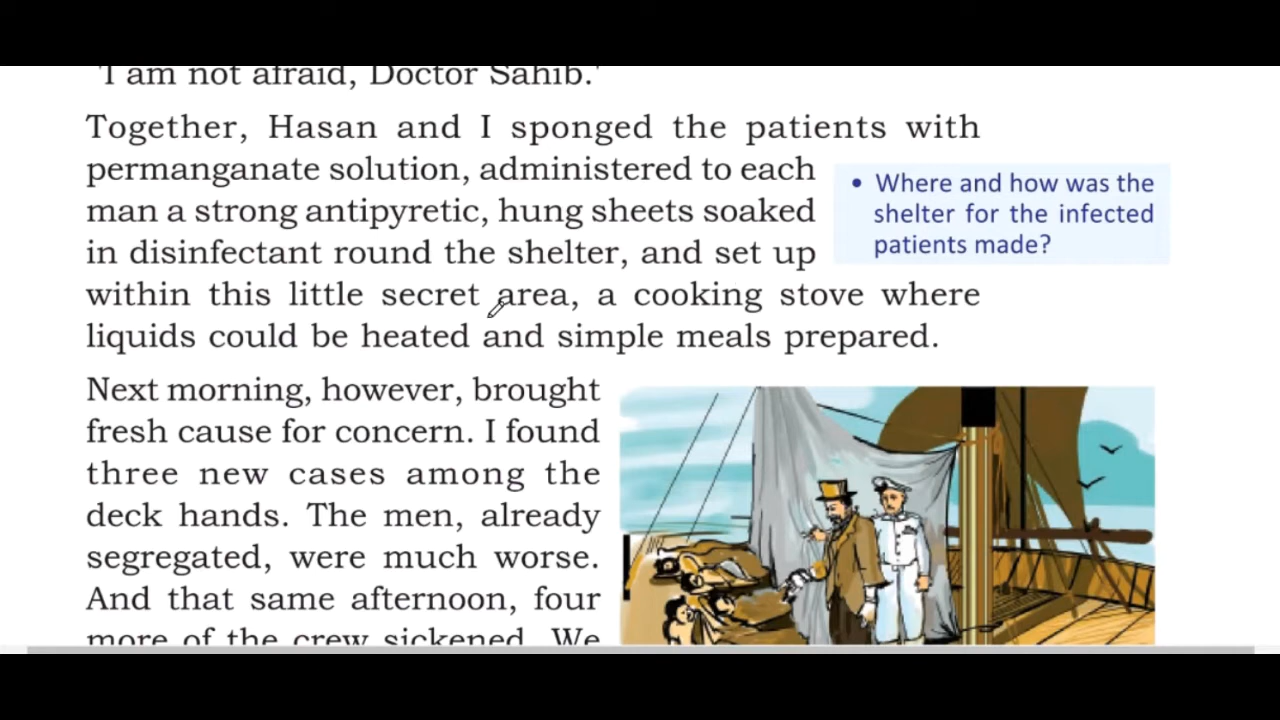 'I am not afraid, Doctor Sahib.'
Together, Hasan and I sponged the patients with
permanganate solution, administered to each
man a strong antipyretic, hung sheets soaked
in disinfectant round the shelter, and set up
within this little secret area, a cooking stove where
liquids could be heated and simple meals prepared.
• Where and how was the
shelter for the infected
patients made?
Next morning, however, brought
fresh cause for concern. I found
three new cases among the
deck hands. The men, already
segregated, were much worse.
And that same afternoon, four
more of the crew sickened. We